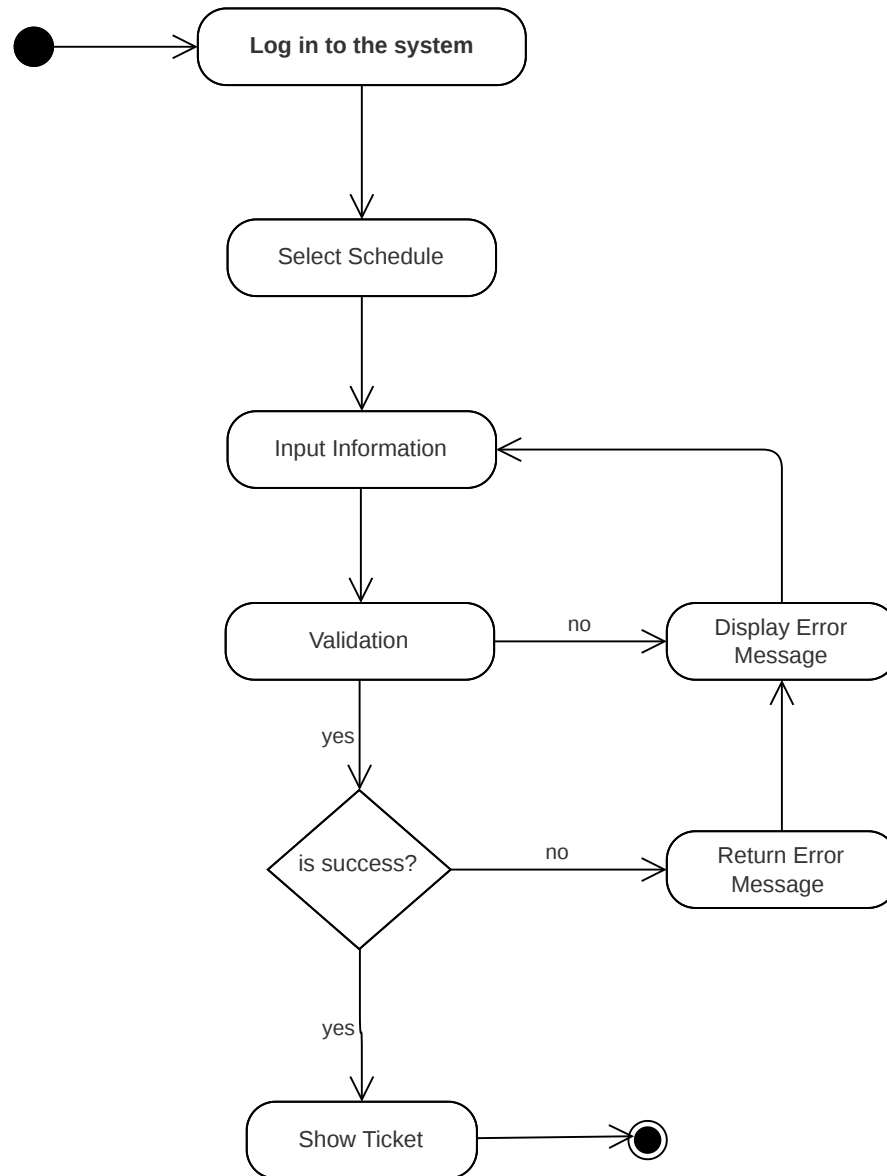 Log in to the system
Select Schedule
Input Information
Validation
no
Display Error
Message
yes
is success?
no
Return Error
Message
yes
Show Ticket